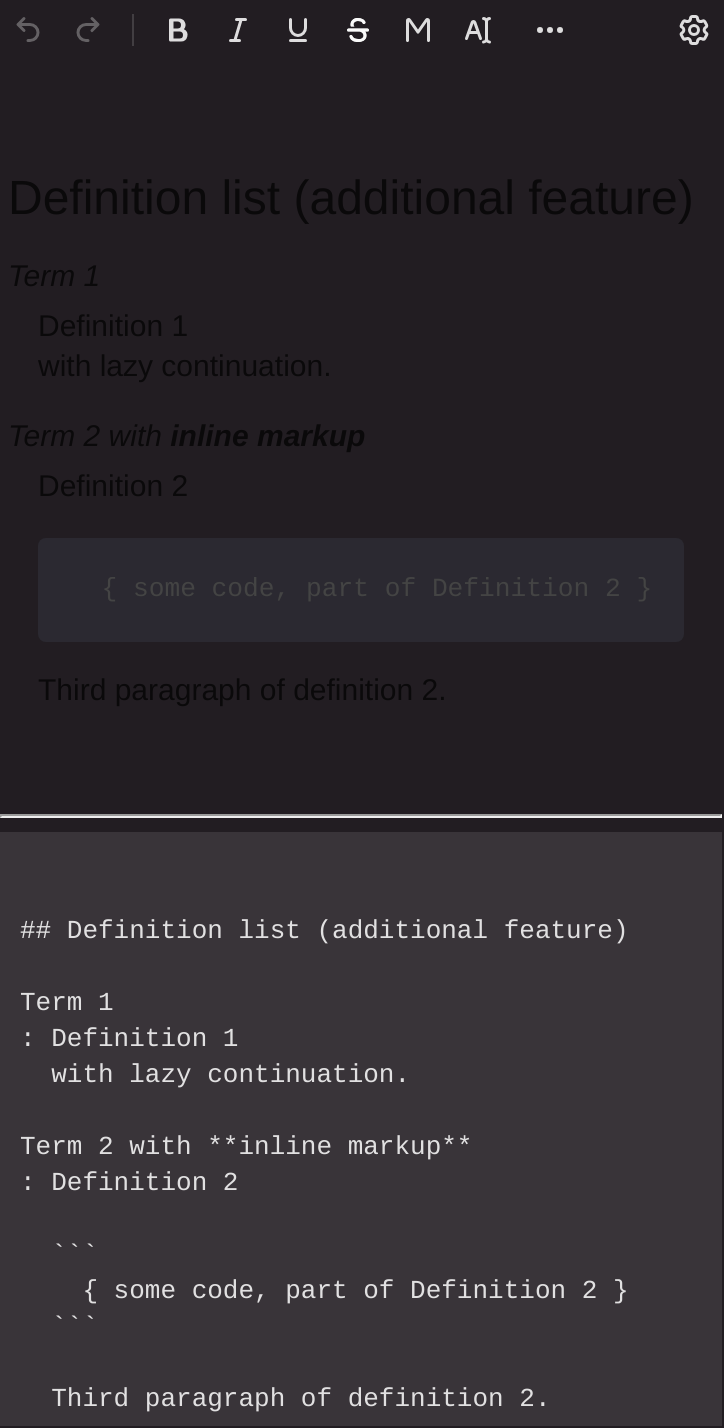 B I U S M AI
Definition list (additional feature)
Term 1
Definition 1
with lazy continuation.
Term 2 with inline markup
Definition 2
{ some code, part of Definition 2 }
Third paragraph of definition 2.
## Definition list (additional feature)
Term 1
: Definition 1
with lazy continuation.
Term 2 with **inline markup**
: Definition 2
```
{ some code, part of Definition 2 }
```
Third paragraph of definition 2.